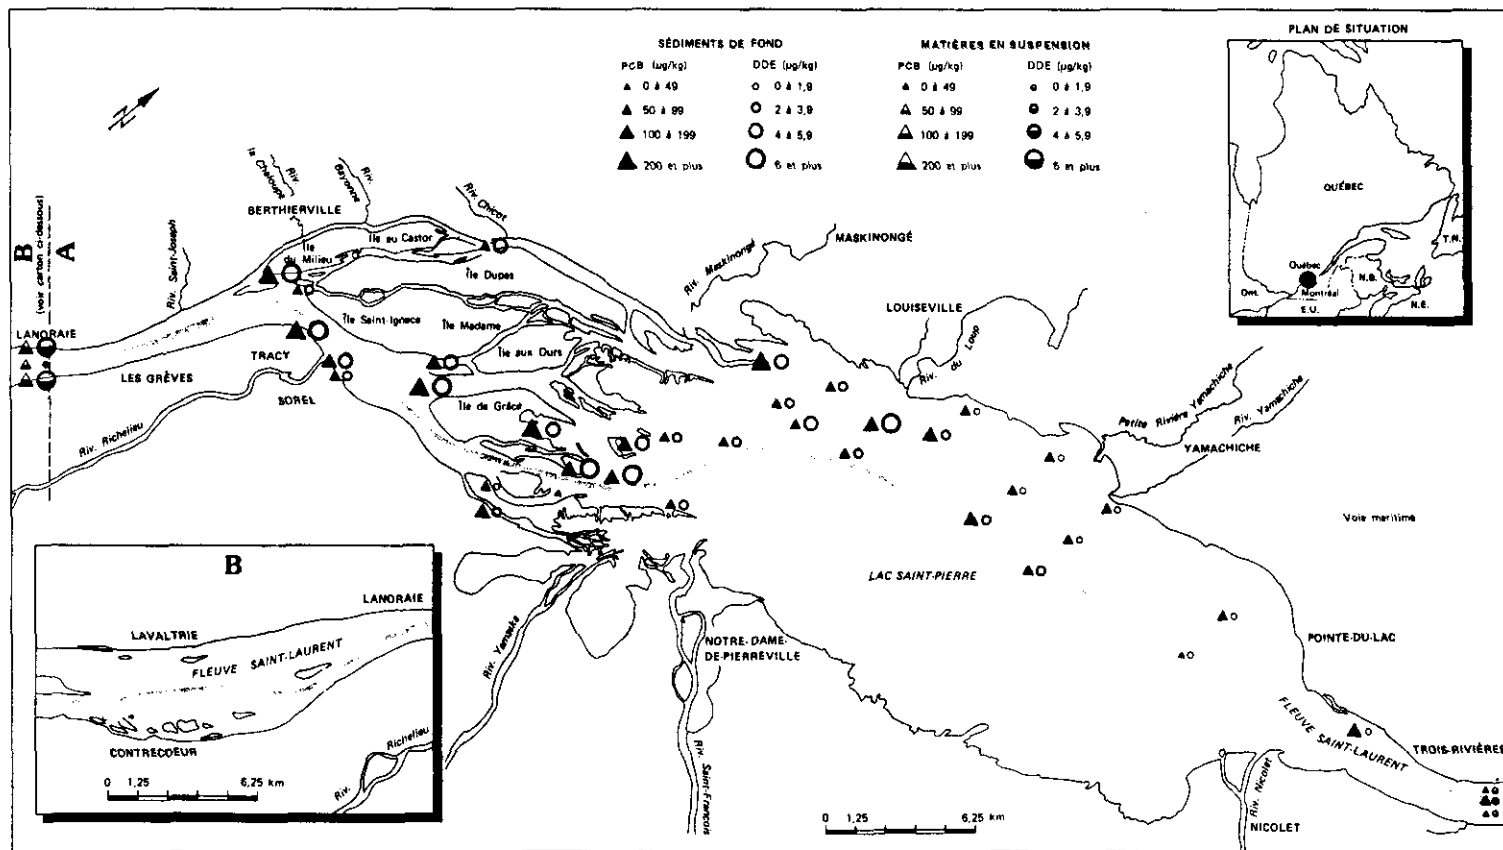 PLAN DE SITUATION
SÉDIMENTS DE FOND
MATIÈRES EN SUSPENSION
PCB (µg/kg)
DDE (µg/kg)
PCB (µg/kg)
DDE (µg/kg)
0 à 49
0 à 1,9
0 à 49
0 à 1,9
50 à 99
2 à 3,9
50 à 99
2 à 3,9
100 à 199
4 à 5,9
100 à 199
4 à 5,9
200 et plus
6 et plus
200 et plus
6 et plus
QUÉBEC
T.N.
Québec
N.B.
Ont.
Montréal
E.U.
N.E.
Riv.
la Chaloupe
Riv.
Bayonne
Riv. Chicot
BERTHIERVILLE
B
A
(voir carton ci-dessous)
Riv. Saint-Joseph
Île
du Milieu
Île au Castor
Île Dupas
MASKINONGÉ
Riv. Maskinongé
LOUISEVILLE
Riv. du Loup
LANORAIE
Île Saint-Ignace
Île Madame
Île aux Ours
TRACY
LES GRÈVES
SOREL
Île de Grâce
Riv. Richelieu
Petite Rivière Yamachiche
Riv. Yamachiche
YAMACHICHE
Voie maritime
LAC SAINT-PIERRE
Riv. Yamaska
NOTRE-DAME-
DE-PIERREVILLE
Riv. Saint-François
POINTE-DU-LAC
FLEUVE SAINT-LAURENT
TROIS-RIVIÈRES
Riv. Nicolet
NICOLET
0 1,25 6,25 km
B
LANORAIE
LAVALTRIE
FLEUVE SAINT-LAURENT
CONTRECOEUR
Riv. Richelieu
0 1,25 6,25 km